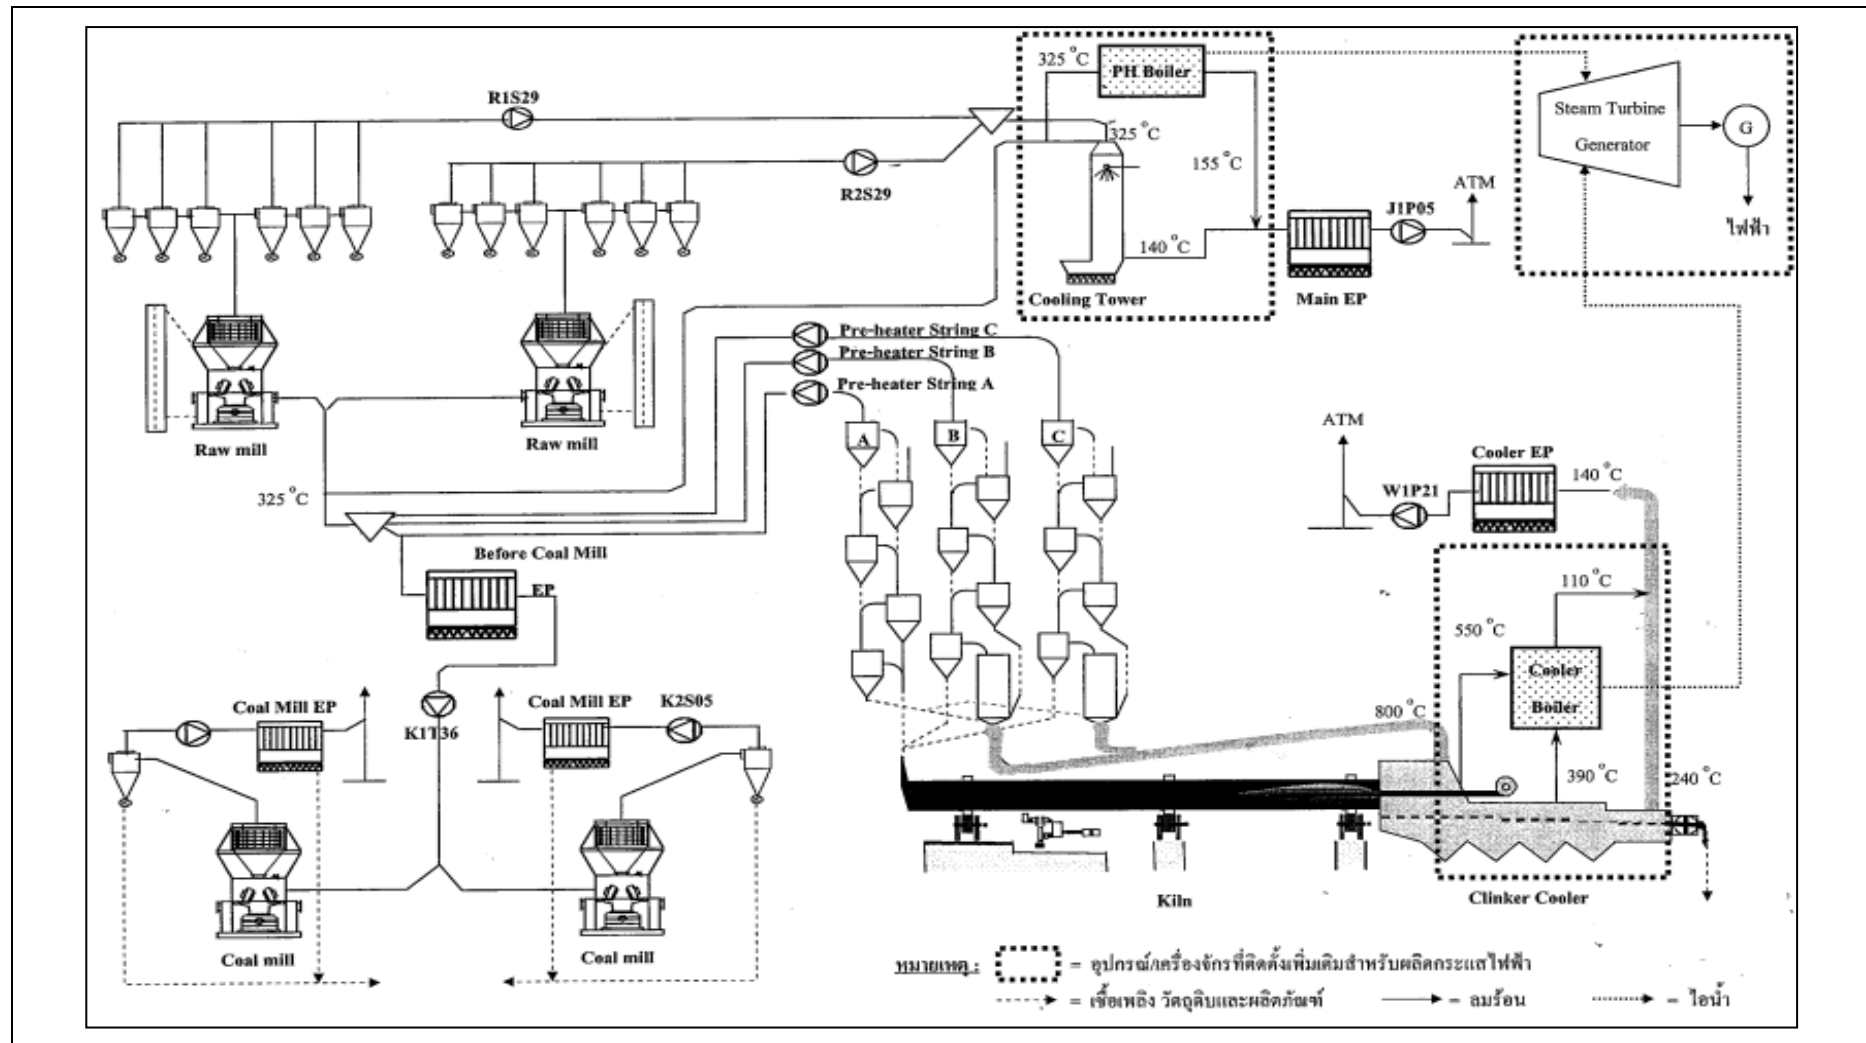 325 °C
PH Boiler
R1S29
325 °C
R2S29
155 °C
140 °C
Cooling Tower
Steam Turbine
Generator
G
ไฟฟ้า
ATM
J1P05
Main EP
Pre-heater String C
Pre-heater String B
Pre-heater String A
Raw mill
Raw mill
A
B
C
325 °C
Before Coal Mill
EP
ATM
Cooler EP
W1P21
140 °C
110 °C
550 °C
Cooler
Boiler
800 °C
390 °C
240 °C
Coal Mill EP
K1T36
Coal Mill EP
K2S05
Coal mill
Coal mill
Kiln
Clinker Cooler
หมายเหตุ : = อุปกรณ์/เครื่องจักรที่ติดตั้งเพิ่มเติมสำหรับผลิตกระแสไฟฟ้า
= เชื้อเพลิง วัตถุดิบและผลิตภัณฑ์ = ลมร้อน = ไอน้ำ